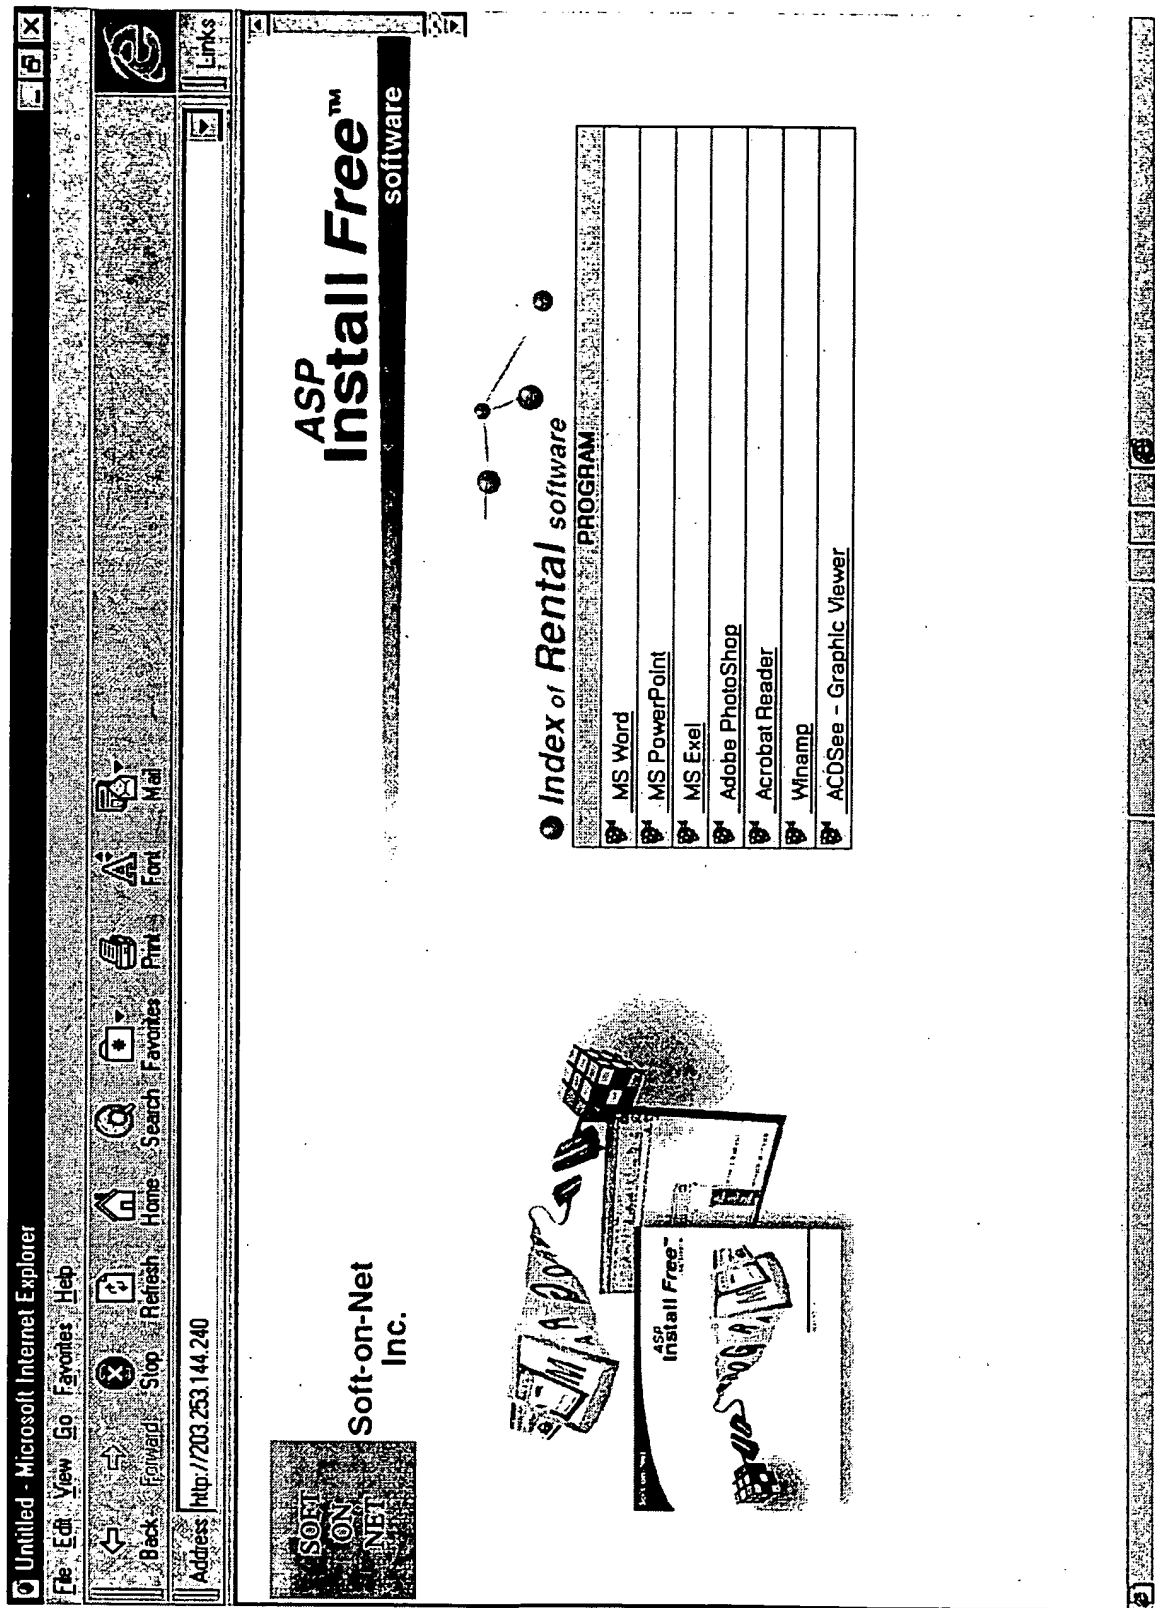 Untitled - Microsoft Internet Explorer
File Edit View Go Favorites Help
Back Forward Stop Refresh Home Search Favorites Print Font Mail
Address http://203.253.144.240 Links
SOFT
ON
NET
Soft-on-Net
Inc.
ASP
Install Free™
software
Index of Rental software
PROGRAM
MS Word
MS PowerPoint
MS Exel
Adobe PhotoShop
Acrobat Reader
Winamp
ACDSee - Graphic Viewer
ASP
Install Free™